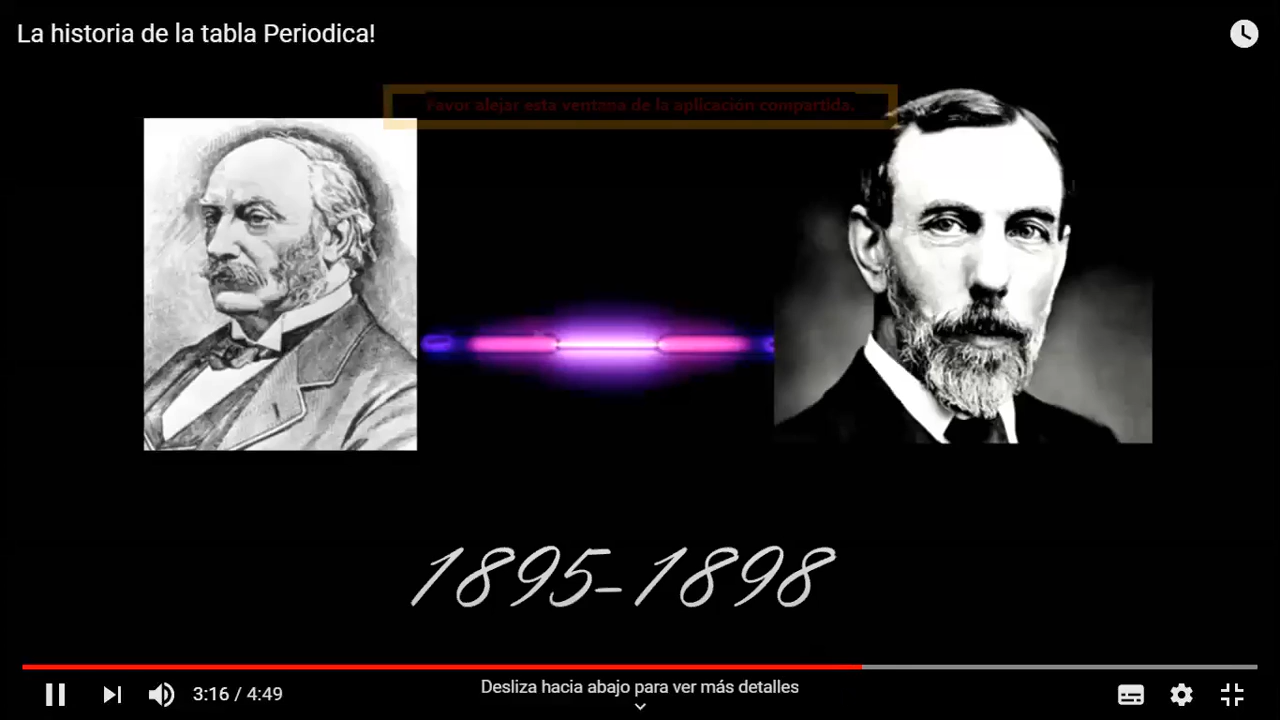 La historia de la tabla Periodica!
Favor alejar esta ventana de la aplicación compartida.
1895-1898
3:16 / 4:49
Desliza hacia abajo para ver más detalles